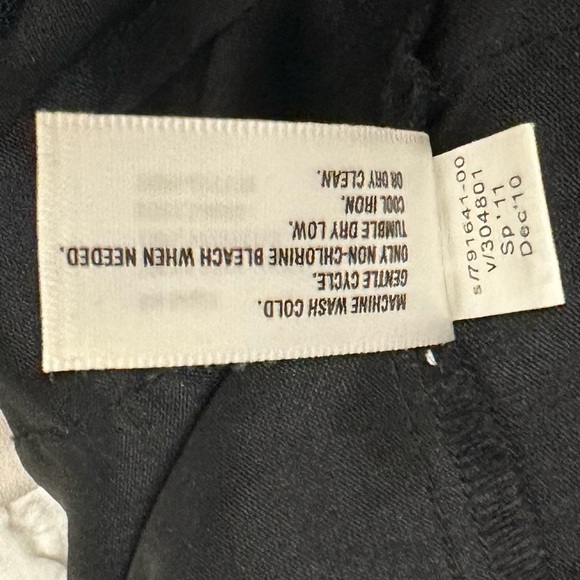 MACHINE WASH COLD.
GENTLE CYCLE.
ONLY NON-CHLORINE BLEACH WHEN NEEDED.
TUMBLE DRY LOW.
COOL IRON.
OR DRY CLEAN.
s/791641-00
v/304801
Sp '11
Dec'10